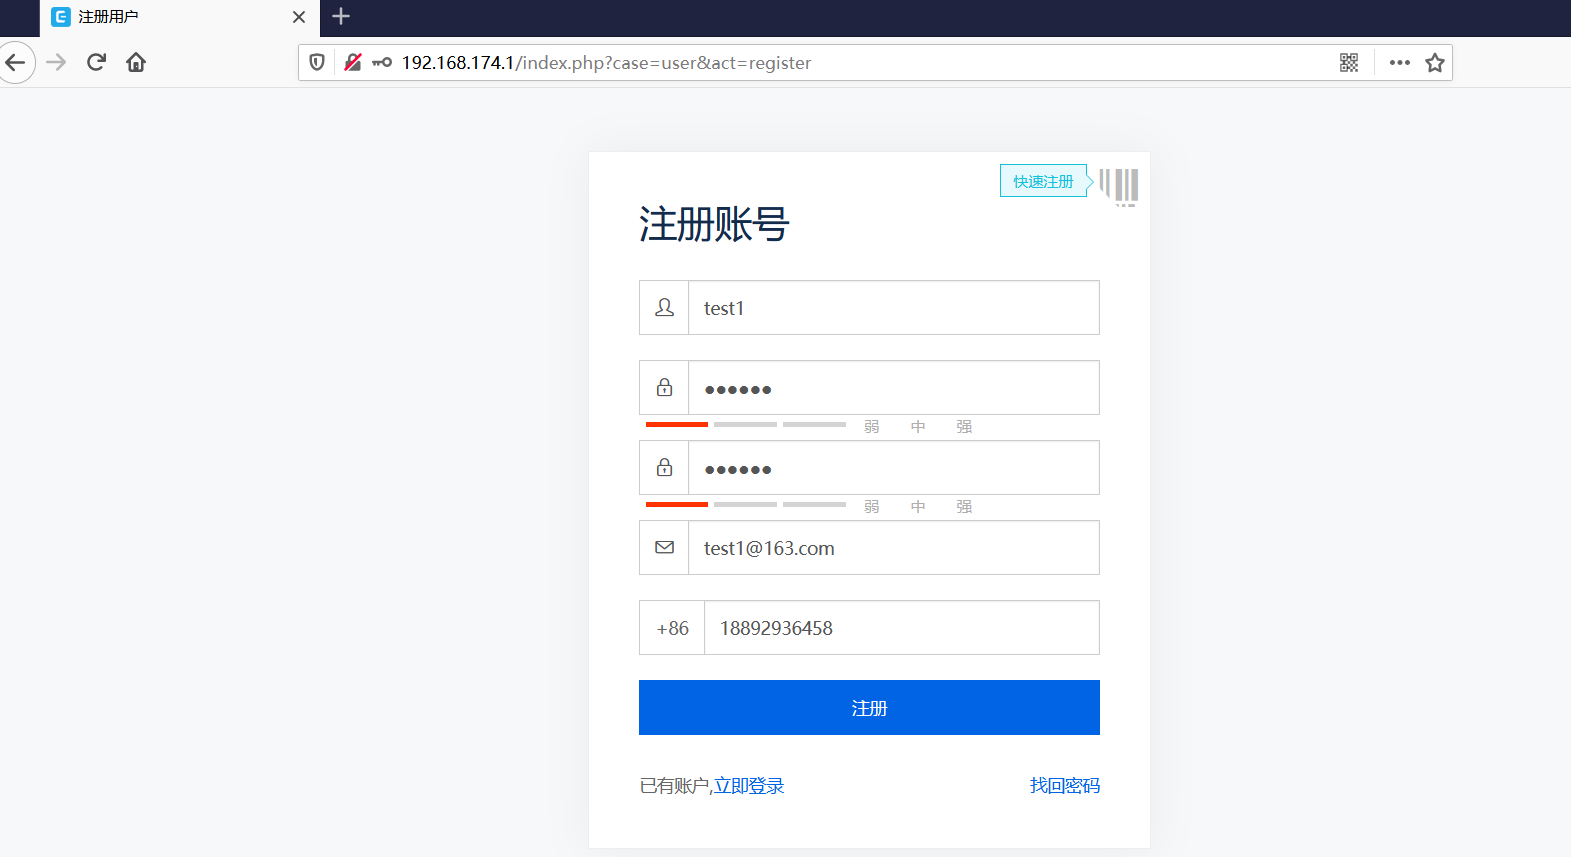 注册用户
192.168.174.1/index.php?case=user&act=register
快速注册
注册账号
test1
●●●●●●
弱 中 强
●●●●●●
弱 中 强
test1@163.com
+86 18892936458
注册
已有账户,立即登录 找回密码